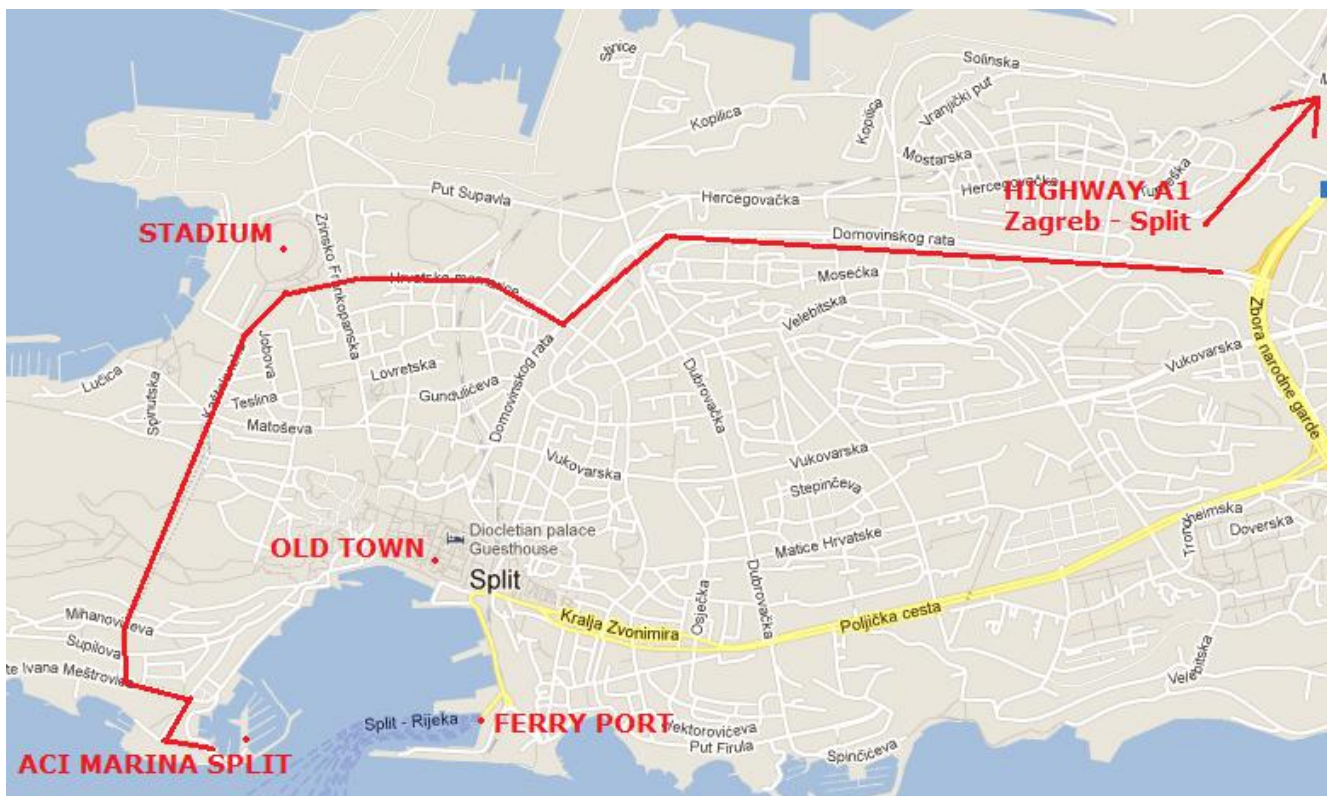 Solinska
Sjnice
Vranjički put
Kopilica
Kopilica
Mostarska
Put Supavla
Hercegovačka
Hercegovačka
HIGHWAY A1
Zagreb - Split
STADIUM
Zrinsko Frankopanska
Domovinskog rata
Mosećka
Velebitska
Zbora narodne garde
Jobova
Lovretska
Gundulićeva
Domovinskog rata
Dubrovačka
Vukovarska
Lučica
Spinutska
Teslina
Matoševa
Vukovarska
Vukovarska
Stepinčeva
Diocletian palace
Guesthouse
OLD TOWN
Split
Matice Hrvatske
Doverska
Osječka
Dubrovačka
Kralja Zvonimira
Poljička cesta
Mihanovićeva
Supilova
Velebitska
Split - Rijeka
FERRY PORT
Put Firula
Spinčićeva
ACI MARINA SPLIT